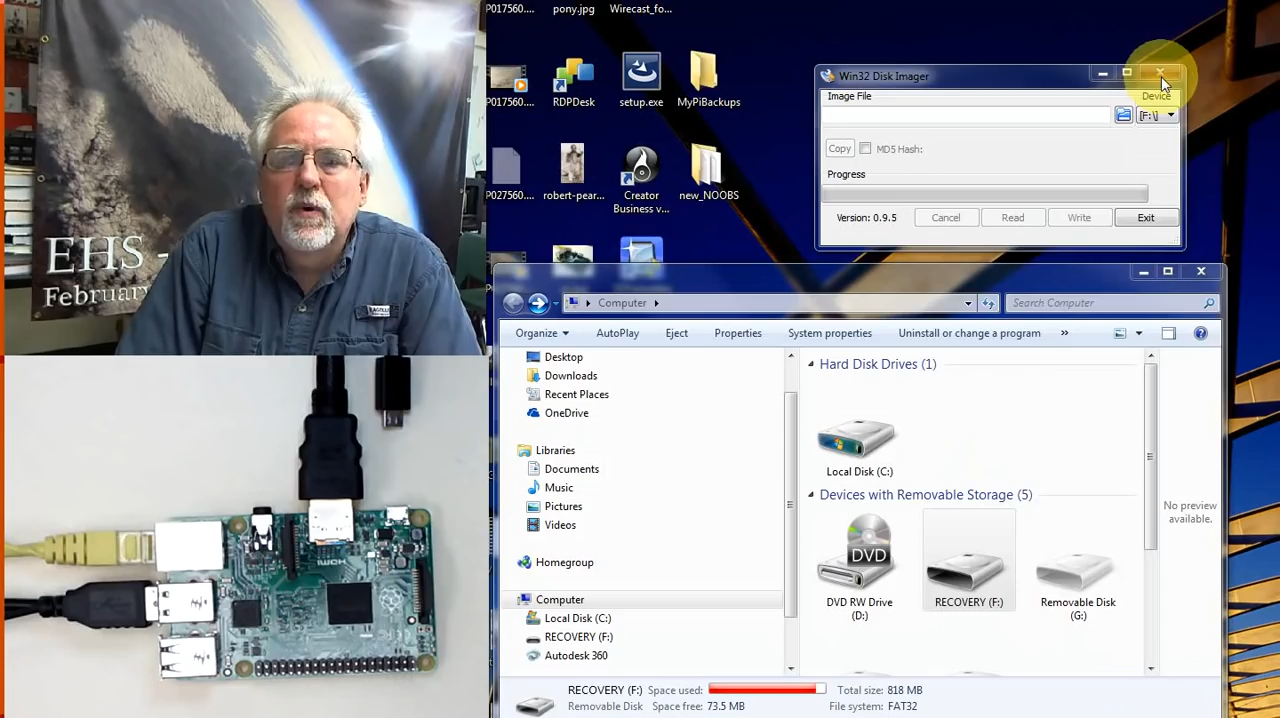 EHS -
February
EAGLE
P017560.
pony.jpg
Wirecast_fo...
P017560...
RDPDesk
setup.exe
MyPiBackups
P027560...
robert-pear...
Creator
Business v...
new_NOOBS
Win32 Disk Imager
Image File
Device
[F:\]
Copy
MD5 Hash:
Progress
Version: 0.9.5
Cancel
Read
Write
Exit
Computer
Search Computer
Organize
AutoPlay
Eject
Properties
System properties
Uninstall or change a program
»
Desktop
Downloads
Recent Places
OneDrive
Libraries
Documents
Music
Pictures
Videos
Homegroup
Computer
Local Disk (C:)
RECOVERY (F:)
Autodesk 360
Hard Disk Drives (1)
Local Disk (C:)
Devices with Removable Storage (5)
DVD
DVD RW Drive
(D:)
RECOVERY (F:)
Removable Disk
(G:)
No preview
available.
RECOVERY (F:)
Space used:
Total size: 818 MB
Removable Disk
Space free: 73.5 MB
File system: FAT32
HDMI